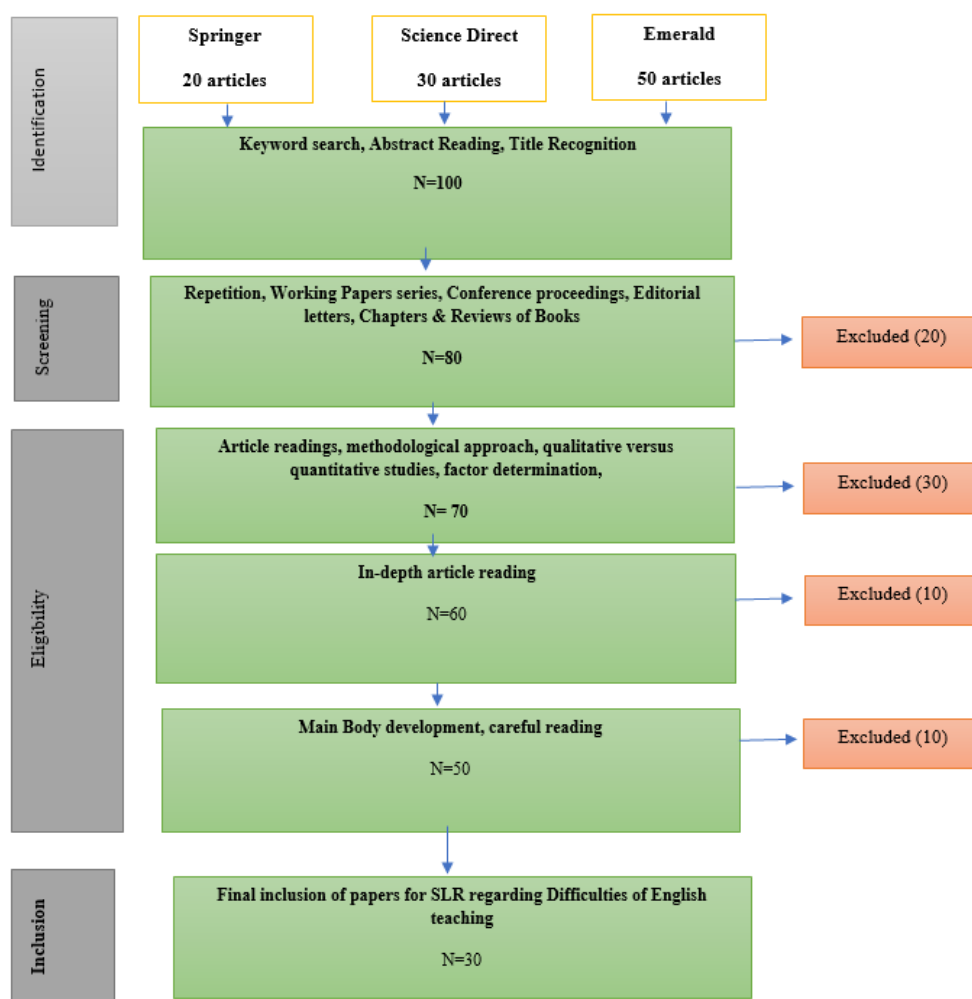 Springer
20 articles
Science Direct
30 articles
Emerald
50 articles
Identification
Keyword search, Abstract Reading, Title Recognition
N=100
Screening
Repetition, Working Papers series, Conference proceedings, Editorial
letters, Chapters & Reviews of Books
N=80
Excluded (20)
Eligibility
Article readings, methodological approach, qualitative versus
quantitative studies, factor determination,
N= 70
Excluded (30)
In-depth article reading
N=60
Excluded (10)
Main Body development, careful reading
N=50
Excluded (10)
Inclusion
Final inclusion of papers for SLR regarding Difficulties of English
teaching
N=30